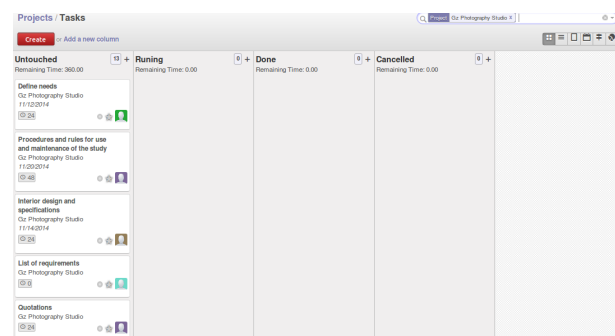 Projects / Tasks
Project Gz Photography Studio x
Create or Add a new column
Untouched 13 +
Remaining Time: 360.00
Define needs
Gz Photography Studio
11/12/2014
24
Procedures and rules for use
and maintenance of the study
Gz Photography Studio
11/20/2014
48
Interior design and
specifications
Gz Photography Studio
11/14/2014
24
List of requirements
Gz Photography Studio
0
Quotations
Gz Photography Studio
24
Runing 0 +
Remaining Time: 0.00
Done 0 +
Remaining Time: 0.00
Cancelled 0 +
Remaining Time: 0.00